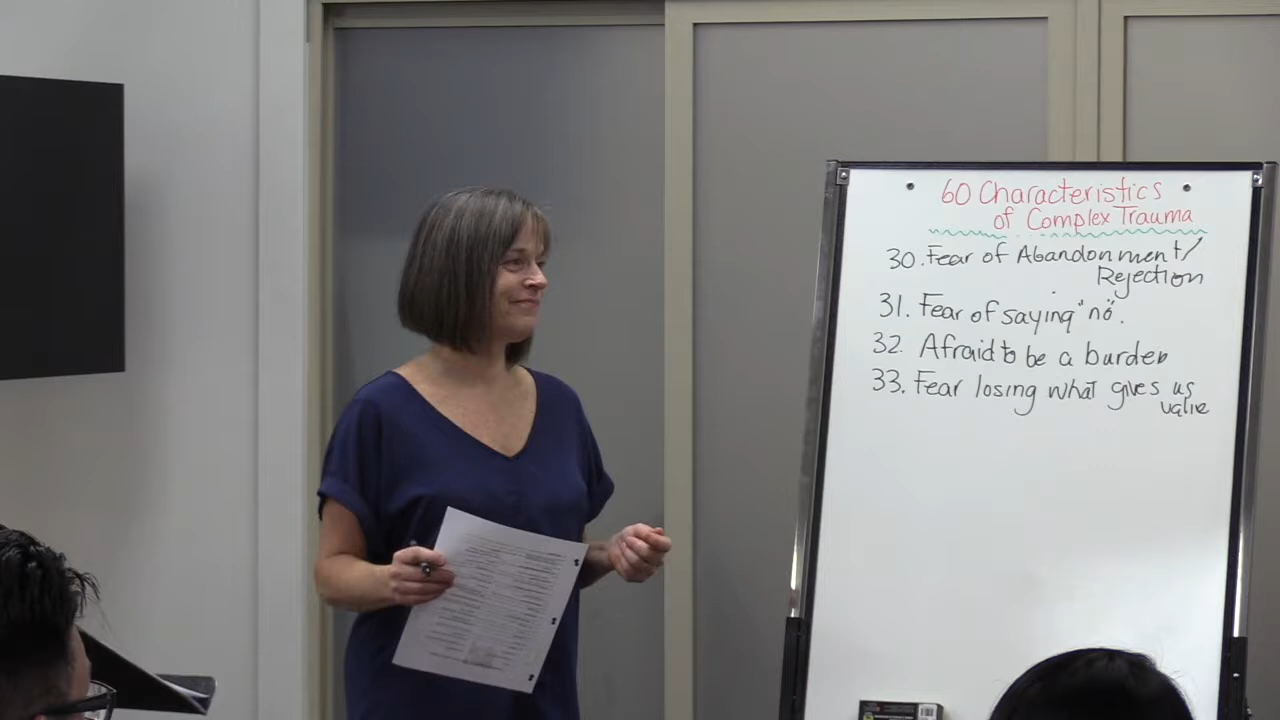 60 Characteristics
of Complex Trauma
30. Fear of Abandonment/
Rejection
31. Fear of saying "no".
32. Afraid to be a burden
33. Fear losing what gives us
value